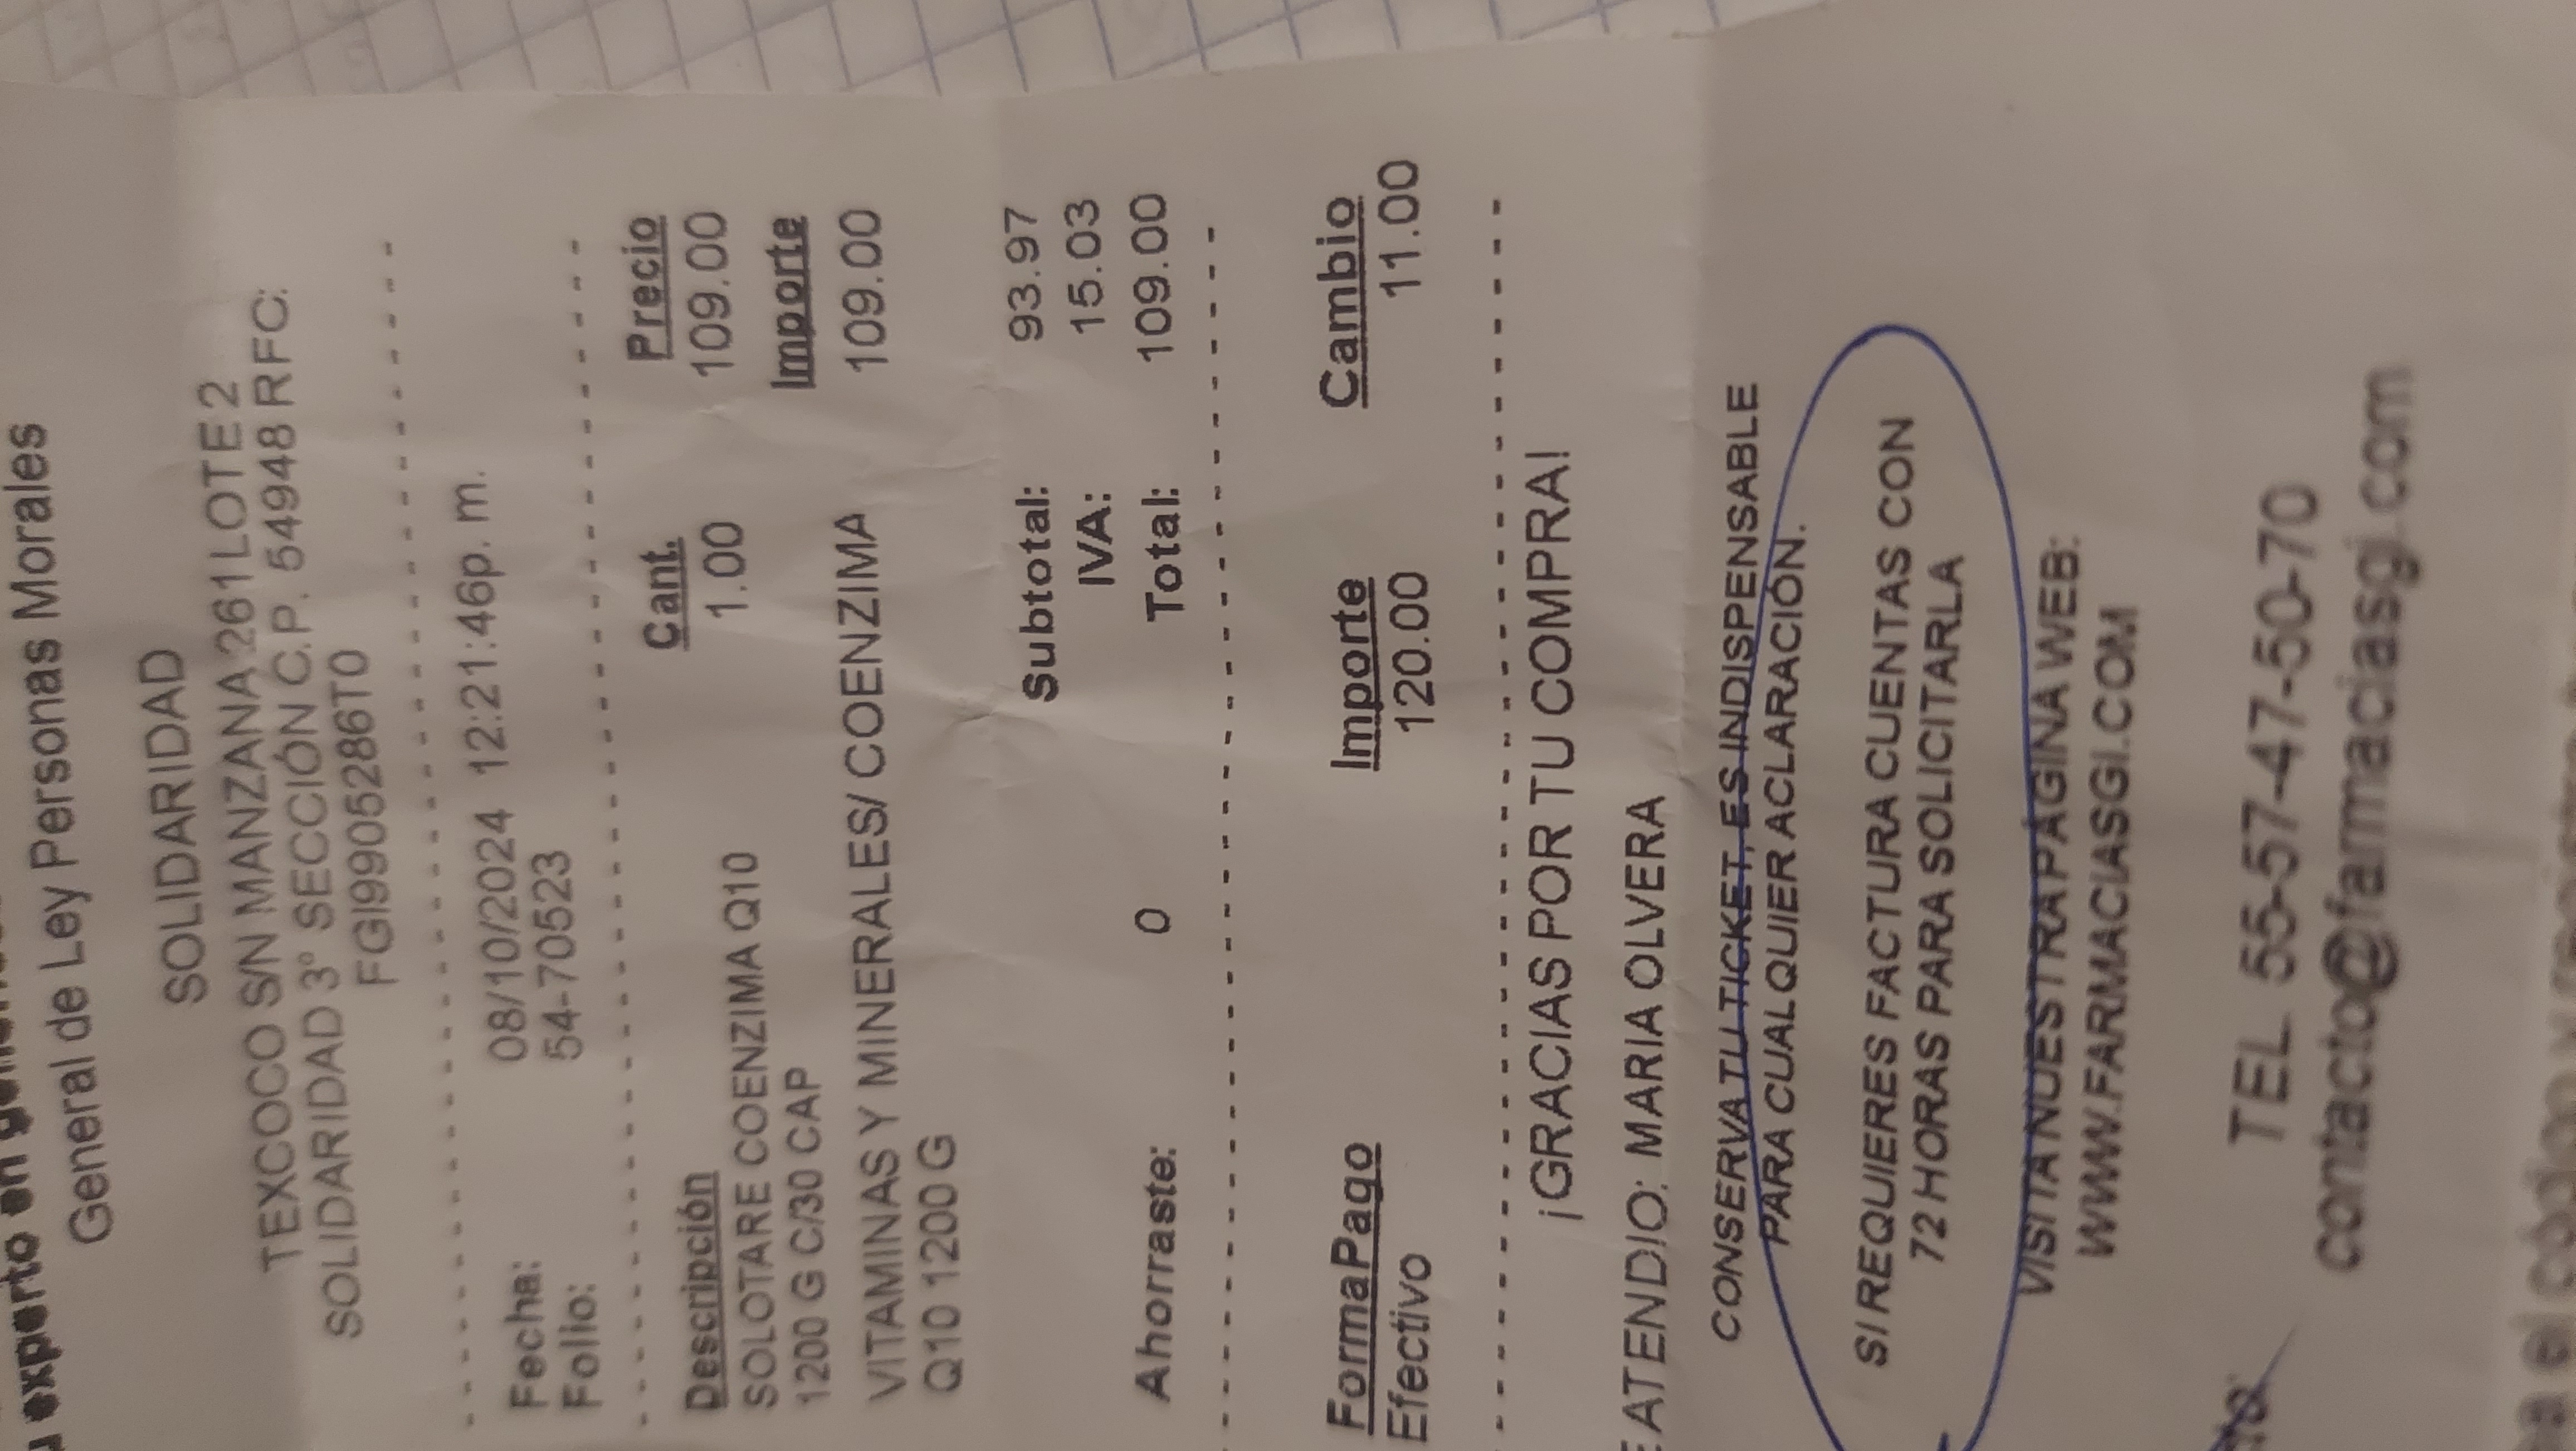 experto en
General de Ley Personas Morales
SOLIDARIDAD
TEXCOCO S/N MANZANA 261 LOTE 2
SOLIDARIDAD 3° SECCIÓN C.P. 54948 RFC:
FGI9905286T0
Fecha: 08/10/2024 12:21:46p. m.
Folio: 54-70523
Descripción Cant. Precio
SOLOTARE COENZIMA Q10 1.00 109.00
1200 G C/30 CAP Importe
VITAMINAS Y MINERALES/ COENZIMA 109.00
Q10 1200 G
Subtotal: 93.97
IVA: 15.03
Ahorraste: 0 Total: 109.00
FormaPago Importe Cambio
Efectivo 120.00 11.00
¡GRACIAS POR TU COMPRA!
E ATENDIO: MARIA OLVERA
CONSERVA TU TICKET, ES INDISPENSABLE
PARA CUALQUIER ACLARACIÓN.
SI REQUIERES FACTURA CUENTAS CON
72 HORAS PARA SOLICITARLA
VISITA NUESTRA PÁGINA WEB:
WWW.FARMACIASGI.COM
TEL 55-57-47-50-70
contacto@farmaciasgi.com